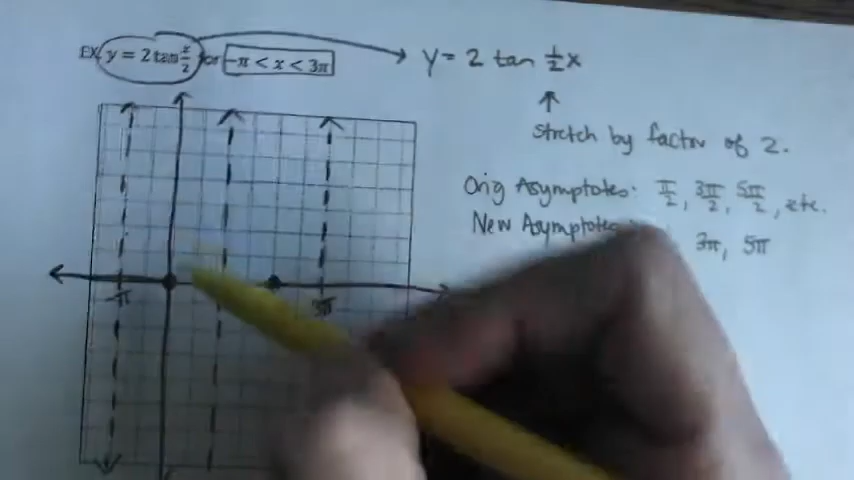 EX y = 2 tan x/2 for -π < x < 3π
y = 2 tan 1/2 x
stretch by factor of 2.
Orig Asymptotes: π/2, 3π/2, 5π/2, etc.
New Asymptotes 3π, 5π
-π 3π